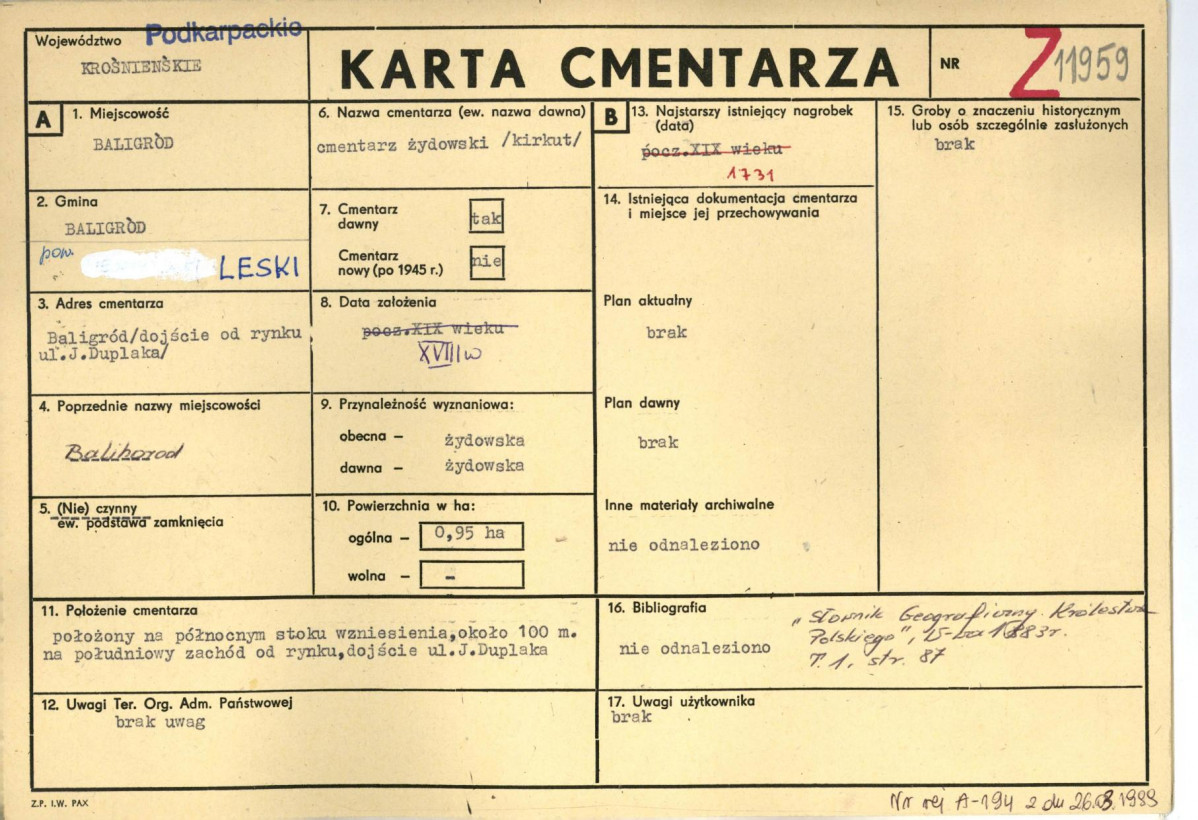 Województwo Podkarpackie
KROŚNIEŃSKIE
KARTA CMENTARZA
NR Z 11959
A
1. Miejscowość
BALIGRÓD
2. Gmina
BALIGRÓD
pow. LESKI
3. Adres cmentarza
Baligród/dojście od rynku
ul.J.Duplaka/
4. Poprzednie nazwy miejscowości
Balihorod
5. (Nie) czynny
ew. podstawa zamknięcia
6. Nazwa cmentarza (ew. nazwa dawna)
cmentarz żydowski /kirkut/
7. Cmentarz
dawny tak
Cmentarz
nowy (po 1945 r.) nie
8. Data założenia
pocz.XIX wieku
XVIII w
9. Przynależność wyznaniowa:
obecna – żydowska
dawna – żydowska
10. Powierzchnia w ha:
ogólna – 0,95 ha
wolna – -
B
13. Najstarszy istniejący nagrobek
(data)
pocz.XIX wieku
1731
14. Istniejąca dokumentacja cmentarza
i miejsce jej przechowywania
Plan aktualny
brak
Plan dawny
brak
Inne materiały archiwalne
nie odnaleziono
15. Groby o znaczeniu historycznym
lub osób szczególnie zasłużonych
brak
11. Położenie cmentarza
położony na północnym stoku wzniesienia,około 100 m.
na południowy zachód od rynku,dojście ul.J.Duplaka
16. Bibliografia
nie odnaleziono
„Słownik Geograficzny Królestwa
Polskiego", 1883r.
T. 1, str. 87
12. Uwagi Ter. Org. Adm. Państwowej
brak uwag
17. Uwagi użytkownika
brak
Z.P. I.W. PAX
Nr rej A-194 z dn 26.03.1999